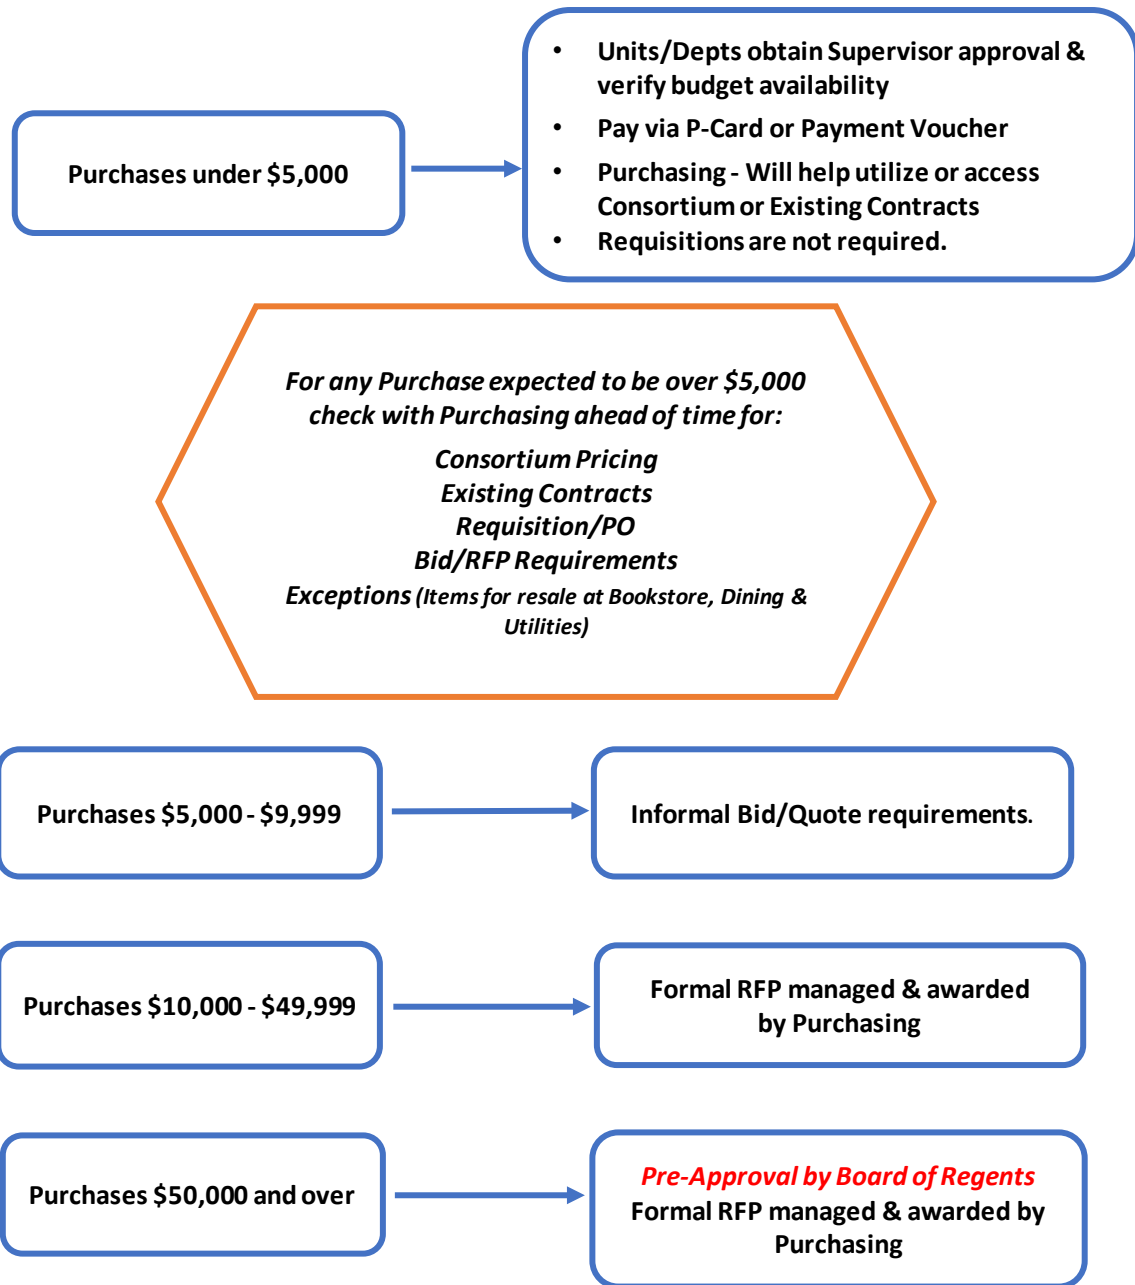 Purchases under $5,000
• Units/Depts obtain Supervisor approval &
verify budget availability
• Pay via P-Card or Payment Voucher
• Purchasing - Will help utilize or access
Consortium or Existing Contracts
• Requisitions are not required.
For any Purchase expected to be over $5,000
check with Purchasing ahead of time for:
Consortium Pricing
Existing Contracts
Requisition/PO
Bid/RFP Requirements
Exceptions (Items for resale at Bookstore, Dining &
Utilities)
Purchases $5,000 - $9,999
Informal Bid/Quote requirements.
Purchases $10,000 - $49,999
Formal RFP managed & awarded
by Purchasing
Purchases $50,000 and over
Pre-Approval by Board of Regents
Formal RFP managed & awarded by
Purchasing